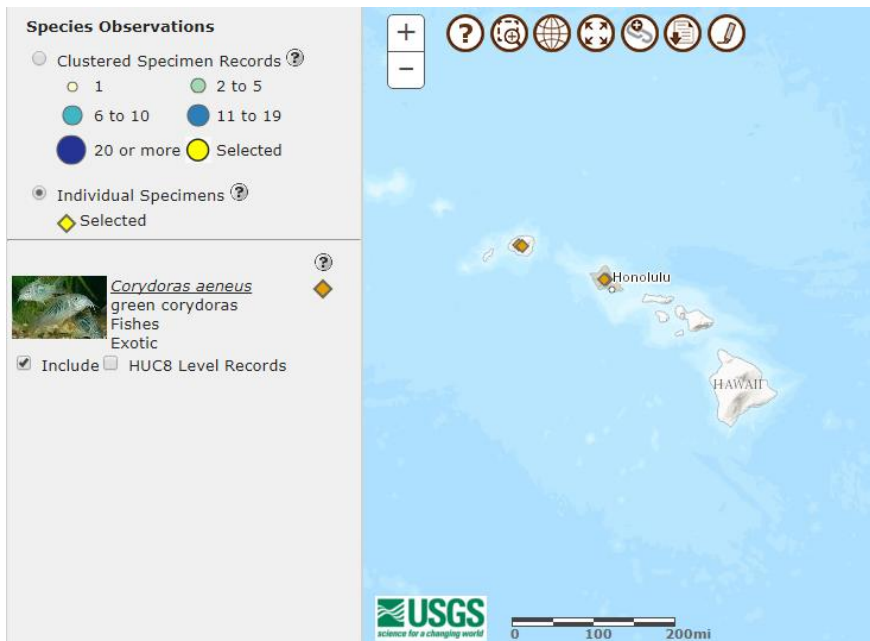 Species Observations
Clustered Specimen Records ?
1 2 to 5
6 to 10 11 to 19
20 or more Selected
Individual Specimens ?
Selected
?
Corydoras aeneus
green corydoras
Fishes
Exotic
Include HUC8 Level Records
+
−
?
Honolulu
HAWAII
USGS
science for a changing world
0 100 200mi